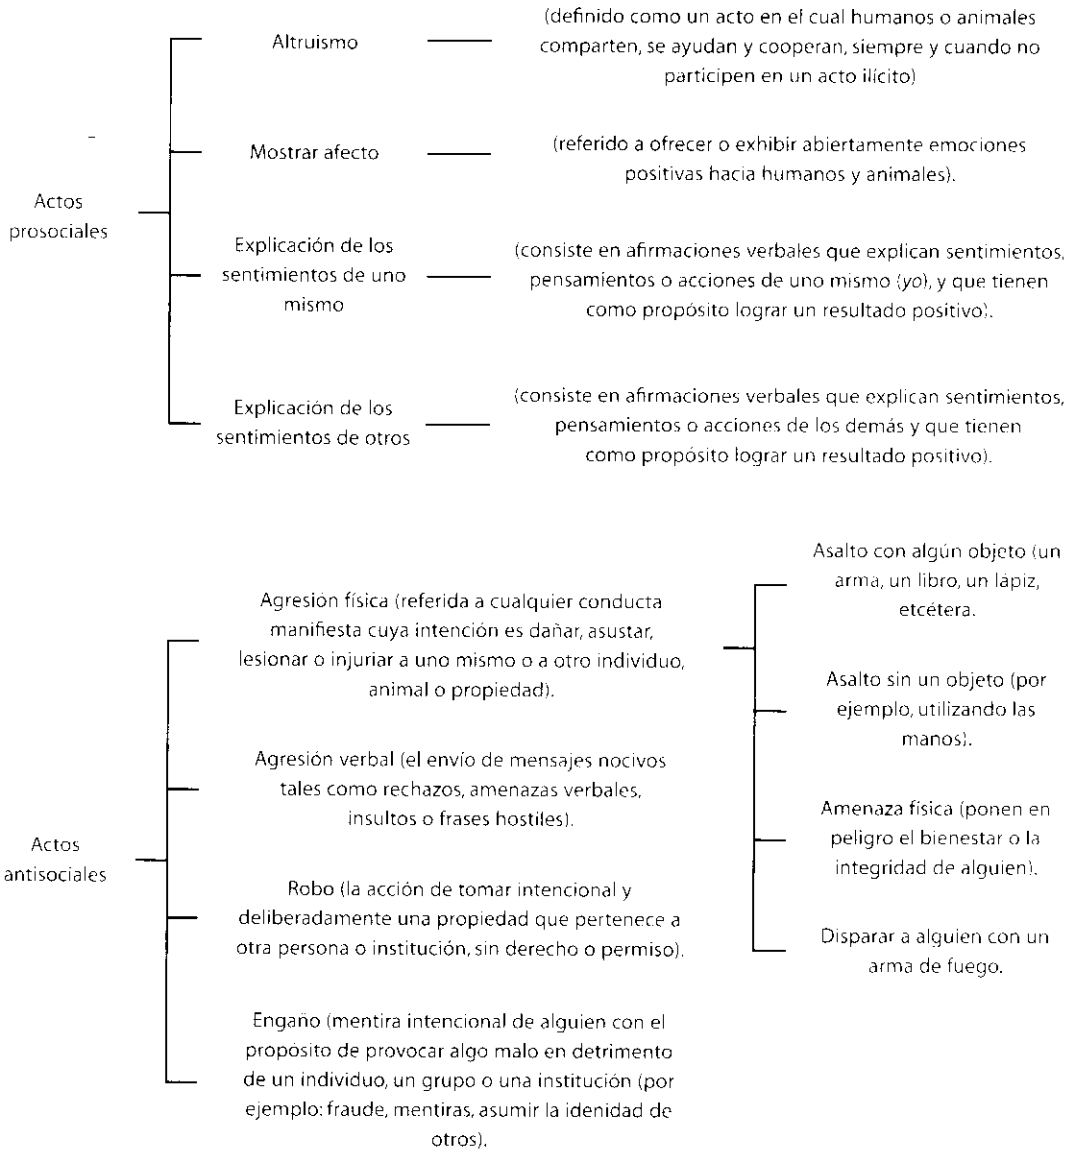 Altruismo
(definido como un acto en el cual humanos o animales
comparten, se ayudan y cooperan, siempre y cuando no
participen en un acto ilícito)
Mostrar afecto
(referido a ofrecer o exhibir abiertamente emociones
positivas hacia humanos y animales).
Actos
prosociales
Explicación de los
sentimientos de uno
mismo
(consiste en afirmaciones verbales que explican sentimientos,
pensamientos o acciones de uno mismo (yo), y que tienen
como propósito lograr un resultado positivo).
Explicación de los
sentimientos de otros
(consiste en afirmaciones verbales que explican sentimientos,
pensamientos o acciones de los demás y que tienen
como propósito lograr un resultado positivo).
Actos
antisociales
Agresión física (referida a cualquier conducta
manifiesta cuya intención es dañar, asustar,
lesionar o injuriar a uno mismo o a otro individuo,
animal o propiedad).
Agresión verbal (el envío de mensajes nocivos
tales como rechazos, amenazas verbales,
insultos o frases hostiles).
Robo (la acción de tomar intencional y
deliberadamente una propiedad que pertenece a
otra persona o institución, sin derecho o permiso).
Engaño (mentira intencional de alguien con el
propósito de provocar algo malo en detrimento
de un individuo, un grupo o una institución (por
ejemplo: fraude, mentiras, asumir la idenidad de
otros).
Asalto con algún objeto (un
arma, un libro, un lápiz,
etcétera.
Asalto sin un objeto (por
ejemplo, utilizando las
manos).
Amenaza física (ponen en
peligro el bienestar o la
integridad de alguien).
Disparar a alguien con un
arma de fuego.